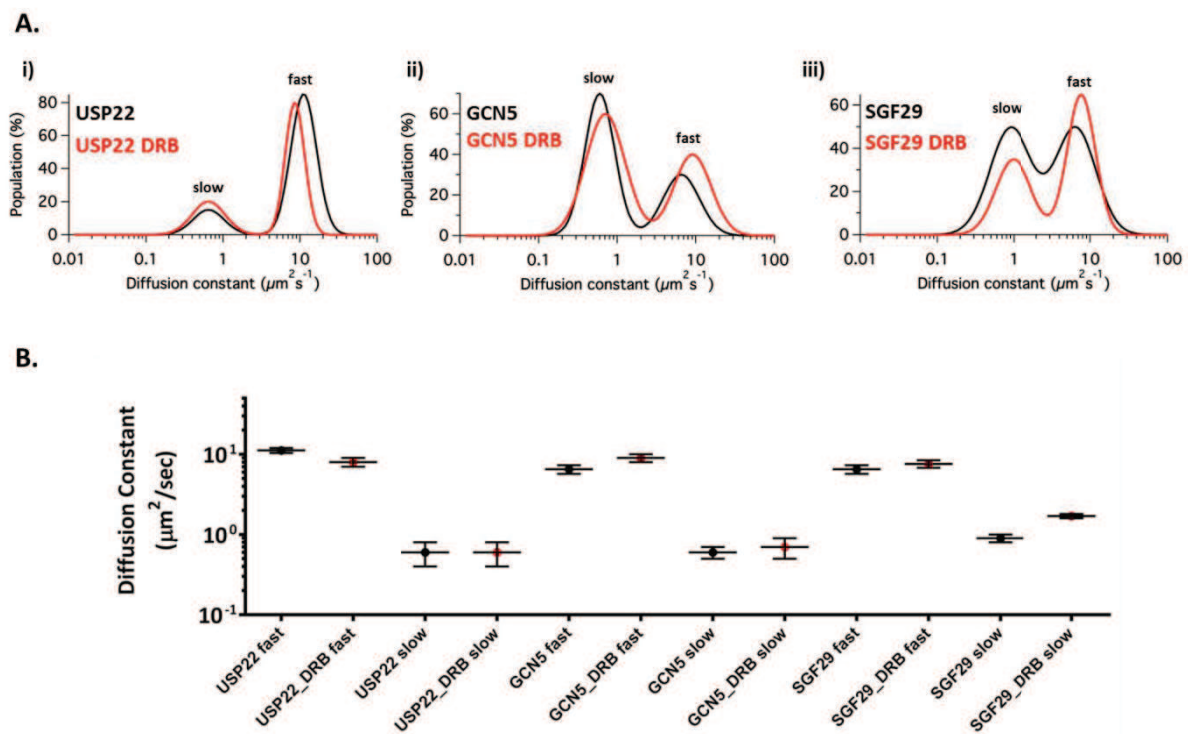 A.
i)
fast
80
60
40
20
0
USP22
USP22 DRB
slow
Population (%)
0.01 0.1 1 10 100
Diffusion constant (µm²s⁻¹)
ii)
slow
60
40
20
0
GCN5
GCN5 DRB
fast
Population (%)
0.01 0.1 1 10 100
Diffusion constant (µm²s⁻¹)
iii)
fast
slow
60
40
20
0
SGF29
SGF29 DRB
Population (%)
0.01 0.1 1 10 100
Diffusion constant (µm²s⁻¹)
B.
Diffusion Constant
(µm²/sec)
10¹
10⁰
10⁻¹
USP22 fast
USP22_DRB fast
USP22 slow
USP22_DRB slow
GCN5 fast
GCN5_DRB fast
GCN5 slow
GCN5_DRB slow
SGF29 fast
SGF29_DRB fast
SGF29 slow
SGF29_DRB slow